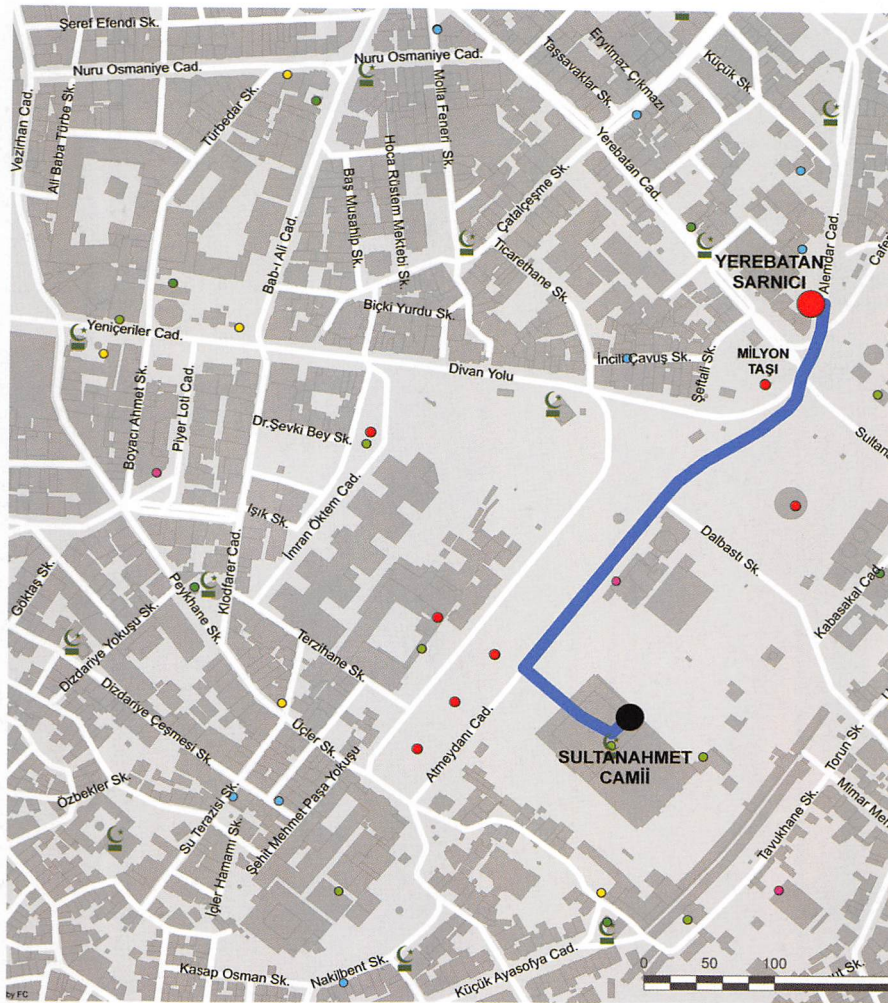 Şeref Efendi Sk.
Nuru Osmaniye Cad.
Nuru Osmaniye Cad.
Vezirhan Cad.
Ali Baba Türbe Sk.
Türbedar Sk.
Molla Feneri Sk.
Taşsavaklar Sk.
Eryılmaz Çıkmazı
Küçük Sk.
Yerebatan Cad.
Hoca Rüstem Mektebi Sk.
Baş Musahip Sk.
Bab-ı Ali Cad.
Çatalçeşme Sk.
Ticarethane Sk.
Alemdar Cad.
YEREBATAN
SARNICI
Biçki Yurdu Sk.
Yeniçeriler Cad.
Divan Yolu
İncili Çavuş Sk.
Şeftali Sk.
MİLYON
TAŞI
Boyacı Ahmet Sk.
Piyer Loti Cad.
Dr.Şevki Bey Sk.
Işık Sk.
İmran Öktem Cad.
Klodfarer Cad.
Dalbastı Sk.
Kabasakal Cad.
Göktaş Sk.
Peykhane Sk.
Dizdariye Yokuşu Sk.
Terzihane Sk.
Dizdariye Çeşmesi Sk.
Üçler Sk.
Atmeydanı Cad.
SULTANAHMET
CAMİİ
Torun Sk.
Tavukhane Sk.
Özbekler Sk.
Su Terazisi Sk.
Şehit Mehmet Paşa Yokuşu
İçler Hamamı Sk.
Kasap Osman Sk.
Nakilbent Sk.
Küçük Ayasofya Cad.
0 50 100
by FC